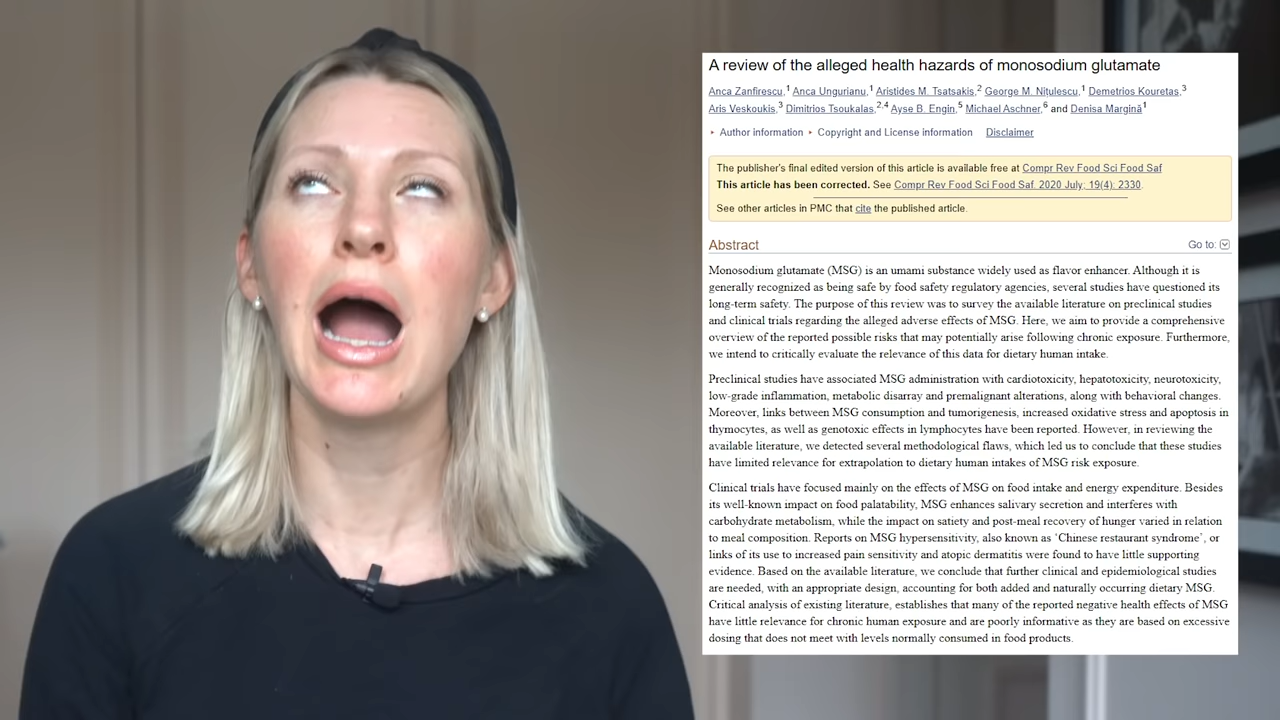 A review of the alleged health hazards of monosodium glutamate
Anca Zanfirescu,1 Anca Ungurianu,1 Aristides M. Tsatsakis,2 George M. Nițulescu,1 Demetrios Kouretas,3
Aris Veskoukis,3 Dimitrios Tsoukalas,2,4 Ayse B. Engin,5 Michael Aschner,6 and Denisa Margină1
▸ Author information ▸ Copyright and License information Disclaimer
The publisher's final edited version of this article is available free at Compr Rev Food Sci Food Saf
This article has been corrected. See Compr Rev Food Sci Food Saf. 2020 July; 19(4): 2330.
See other articles in PMC that cite the published article.
Abstract Go to:
Monosodium glutamate (MSG) is an umami substance widely used as flavor enhancer. Although it is
generally recognized as being safe by food safety regulatory agencies, several studies have questioned its
long-term safety. The purpose of this review was to survey the available literature on preclinical studies
and clinical trials regarding the alleged adverse effects of MSG. Here, we aim to provide a comprehensive
overview of the reported possible risks that may potentially arise following chronic exposure. Furthermore,
we intend to critically evaluate the relevance of this data for dietary human intake.
Preclinical studies have associated MSG administration with cardiotoxicity, hepatotoxicity, neurotoxicity,
low-grade inflammation, metabolic disarray and premalignant alterations, along with behavioral changes.
Moreover, links between MSG consumption and tumorigenesis, increased oxidative stress and apoptosis in
thymocytes, as well as genotoxic effects in lymphocytes have been reported. However, in reviewing the
available literature, we detected several methodological flaws, which led us to conclude that these studies
have limited relevance for extrapolation to dietary human intakes of MSG risk exposure.
Clinical trials have focused mainly on the effects of MSG on food intake and energy expenditure. Besides
its well-known impact on food palatability, MSG enhances salivary secretion and interferes with
carbohydrate metabolism, while the impact on satiety and post-meal recovery of hunger varied in relation
to meal composition. Reports on MSG hypersensitivity, also known as ‘Chinese restaurant syndrome’, or
links of its use to increased pain sensitivity and atopic dermatitis were found to have little supporting
evidence. Based on the available literature, we conclude that further clinical and epidemiological studies
are needed, with an appropriate design, accounting for both added and naturally occurring dietary MSG.
Critical analysis of existing literature, establishes that many of the reported negative health effects of MSG
have little relevance for chronic human exposure and are poorly informative as they are based on excessive
dosing that does not meet with levels normally consumed in food products.